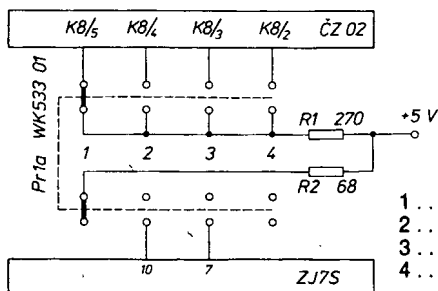 K8/5 K8/4 K8/3 K8/2 ČZ 02
Pr1a WK533 01
R1 270
+5 V
1 2 3 4
R2 68
1 ..
2 ..
3 ..
4 ..
10 7
ZJ7S